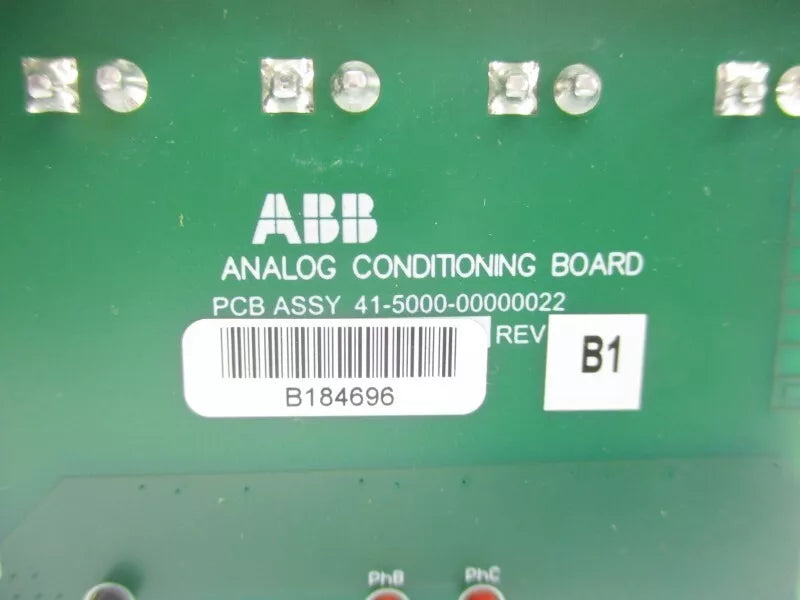 ABB
ANALOG CONDITIONING BOARD
PCB ASSY 41-5000-00000022
REV B1
B184696
PhB PhC